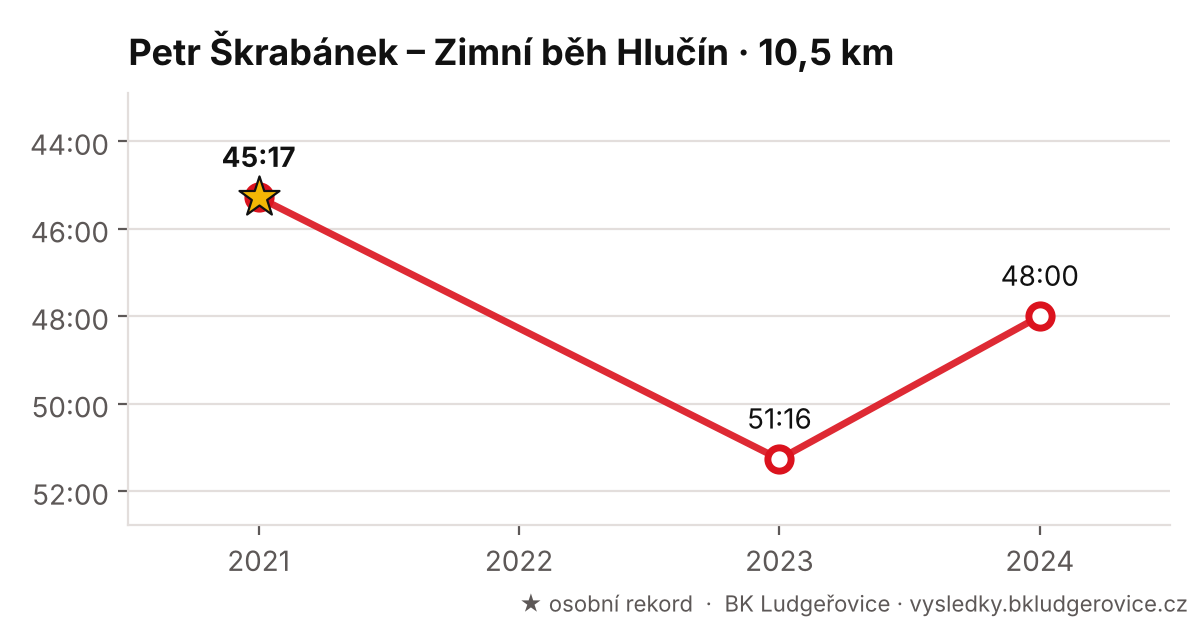 Petr Škrabánek – Zimní běh Hlučín · 10,5 km
44:00
45:17
46:00
48:00
48:00
50:00
51:16
52:00
2021 2022 2023 2024
★ osobní rekord · BK Ludgeřovice · vysledky.bkludgerovice.cz